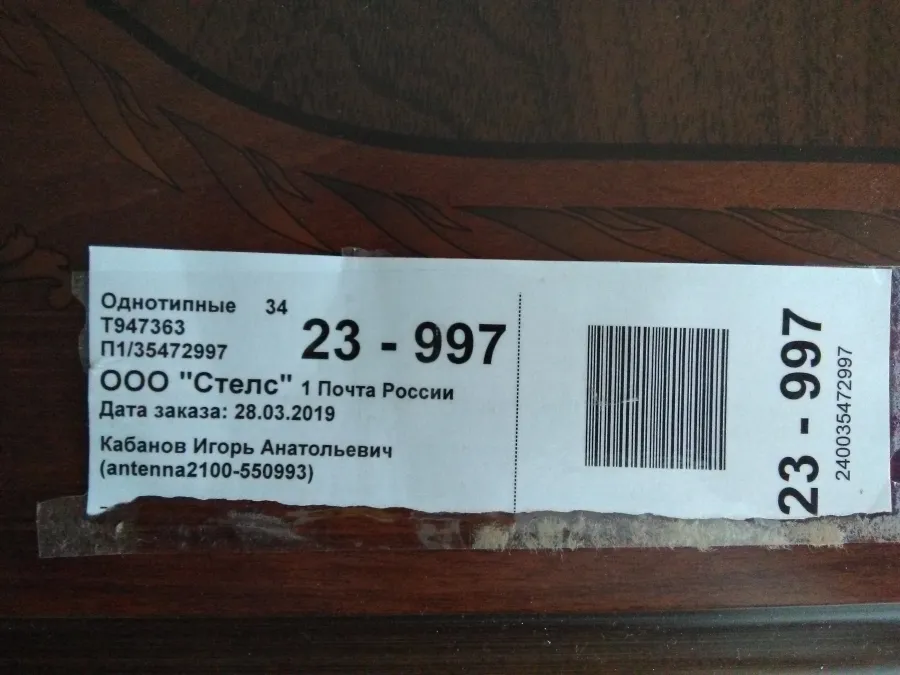 Однотипные 34
Т947363
П1/35472997
23 - 997
ООО "Стелс" 1 Почта России
Дата заказа: 28.03.2019
Кабанов Игорь Анатольевич
(antenna2100-550993)
23 - 997
240035472997